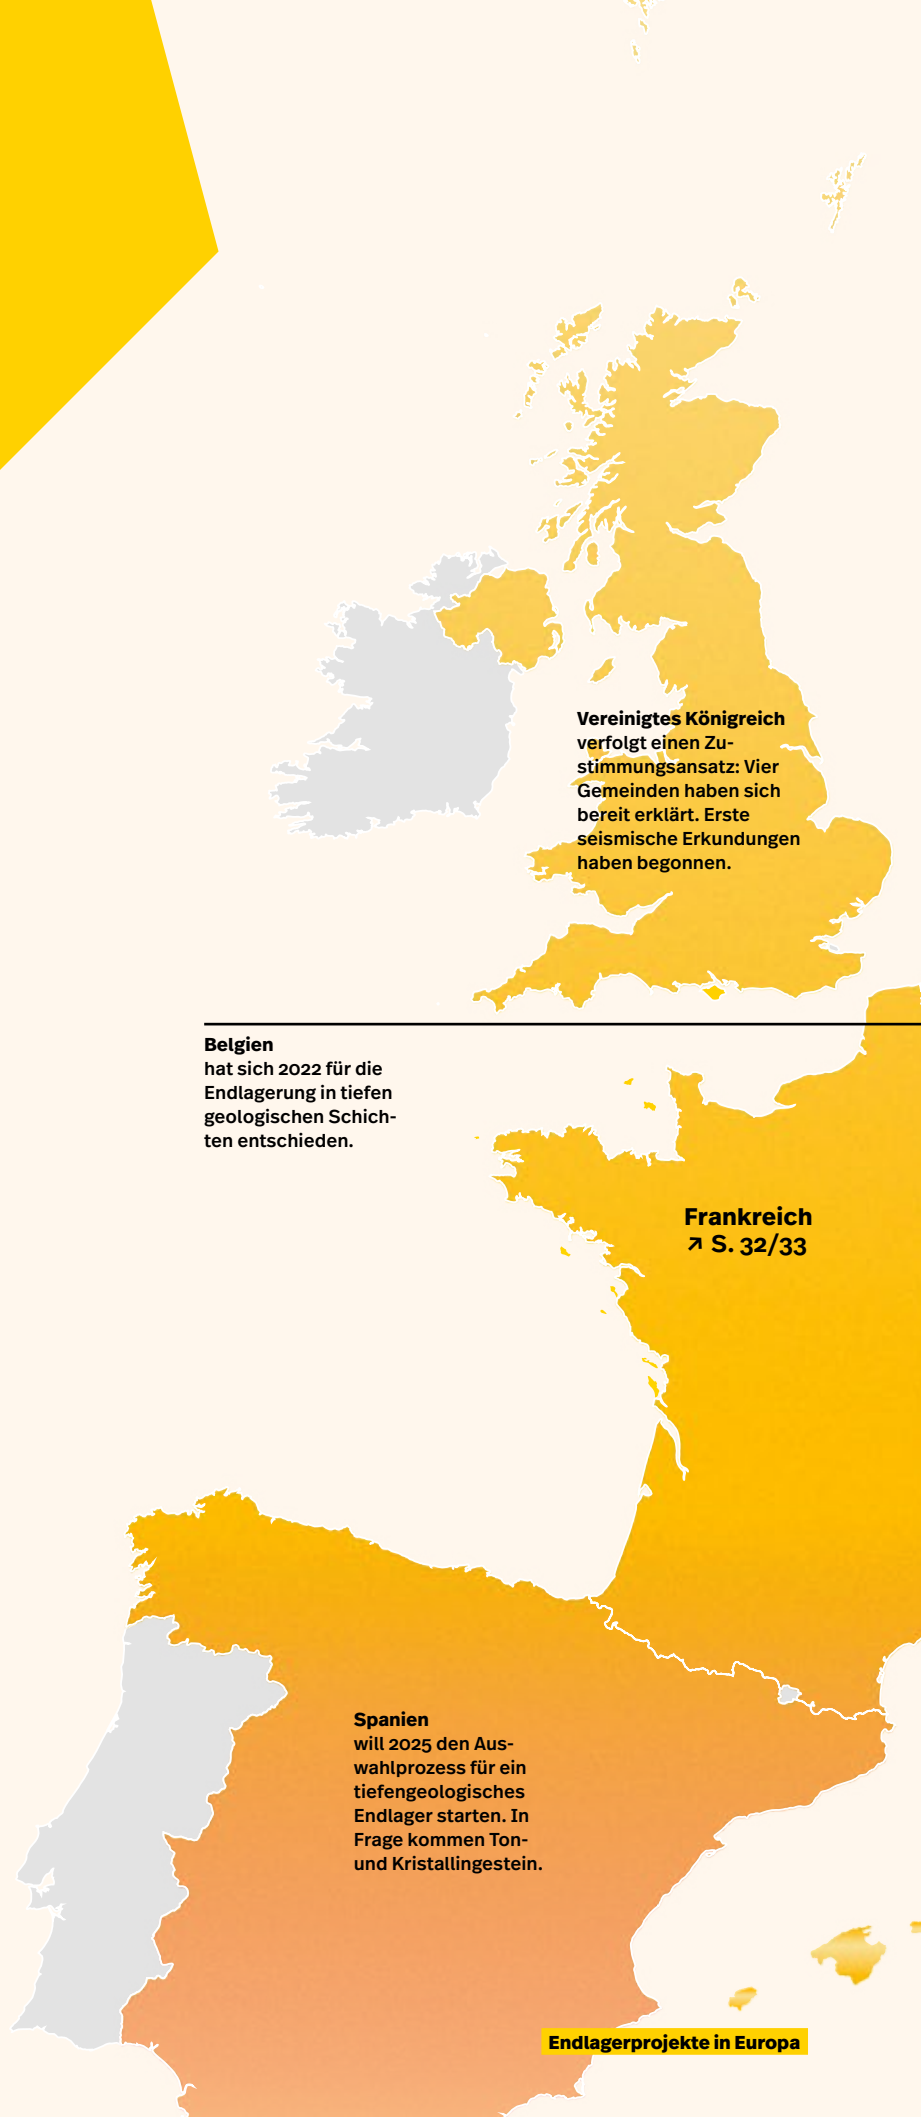 Vereinigtes Königreich
verfolgt einen Zu-
stimmungsansatz: Vier
Gemeinden haben sich
bereit erklärt. Erste
seismische Erkundungen
haben begonnen.
Belgien
hat sich 2022 für die
Endlagerung in tiefen
geologischen Schich-
ten entschieden.
Frankreich
↗ S. 32/33
Spanien
will 2025 den Aus-
wahlprozess für ein
tiefengeologisches
Endlager starten. In
Frage kommen Ton-
und Kristallingestein.
Endlagerprojekte in Europa